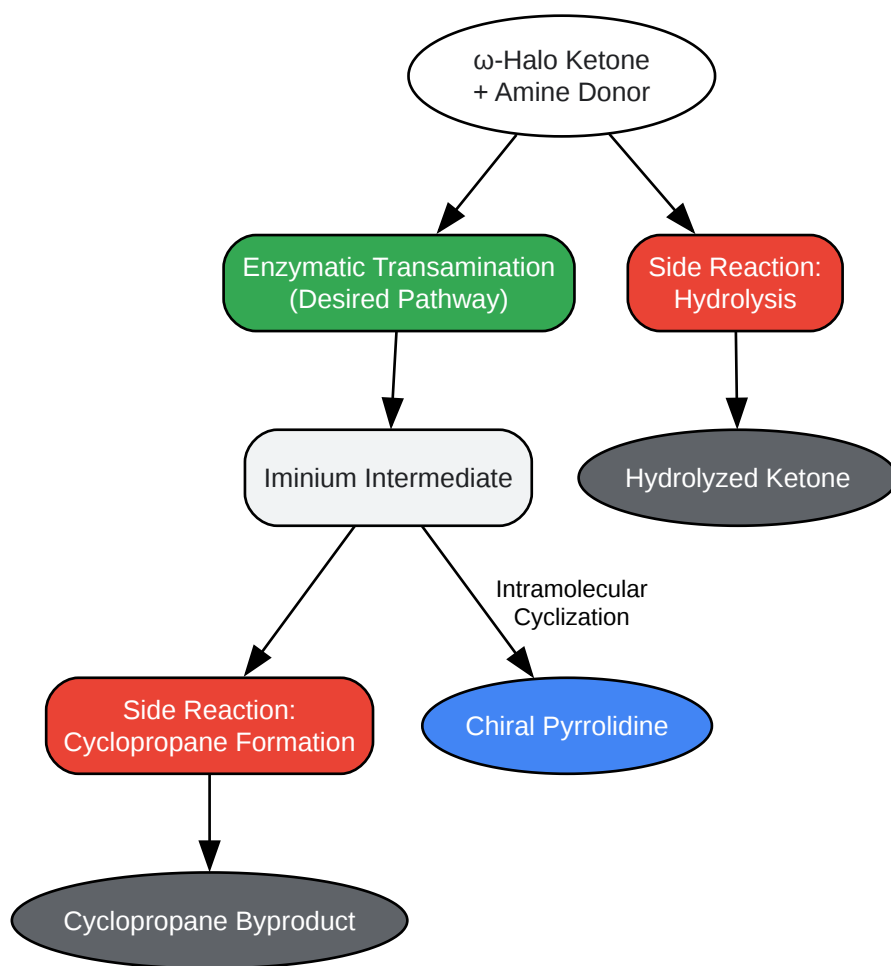 ω-Halo Ketone
+ Amine Donor
Enzymatic Transamination
(Desired Pathway)
Side Reaction:
Hydrolysis
Iminium Intermediate
Hydrolyzed Ketone
Intramolecular
Cyclization
Side Reaction:
Cyclopropane Formation
Chiral Pyrrolidine
Cyclopropane Byproduct